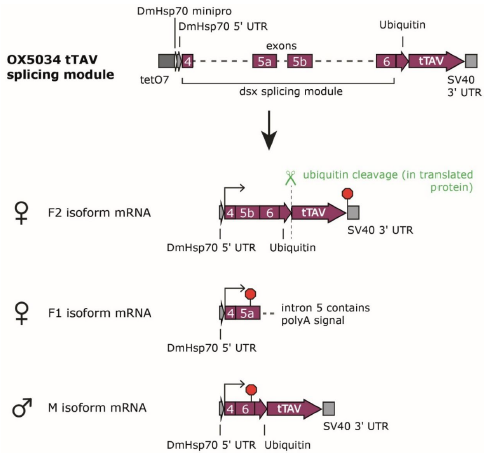 DmHsp70 minipro
DmHsp70 5' UTR
Ubiquitin
OX5034 tTAV
splicing module
exons
4
5a
5b
6
tTAV
tetO7
dsx splicing module
SV40
3' UTR
ubiquitin cleavage (in translated
protein)
♀
F2 isoform mRNA
4
5b
6
tTAV
DmHsp70 5' UTR
Ubiquitin
SV40 3' UTR
♀
F1 isoform mRNA
4
5a
intron 5 contains
polyA signal
DmHsp70 5' UTR
♂
M isoform mRNA
4
6
tTAV
SV40 3' UTR
DmHsp70 5' UTR
Ubiquitin